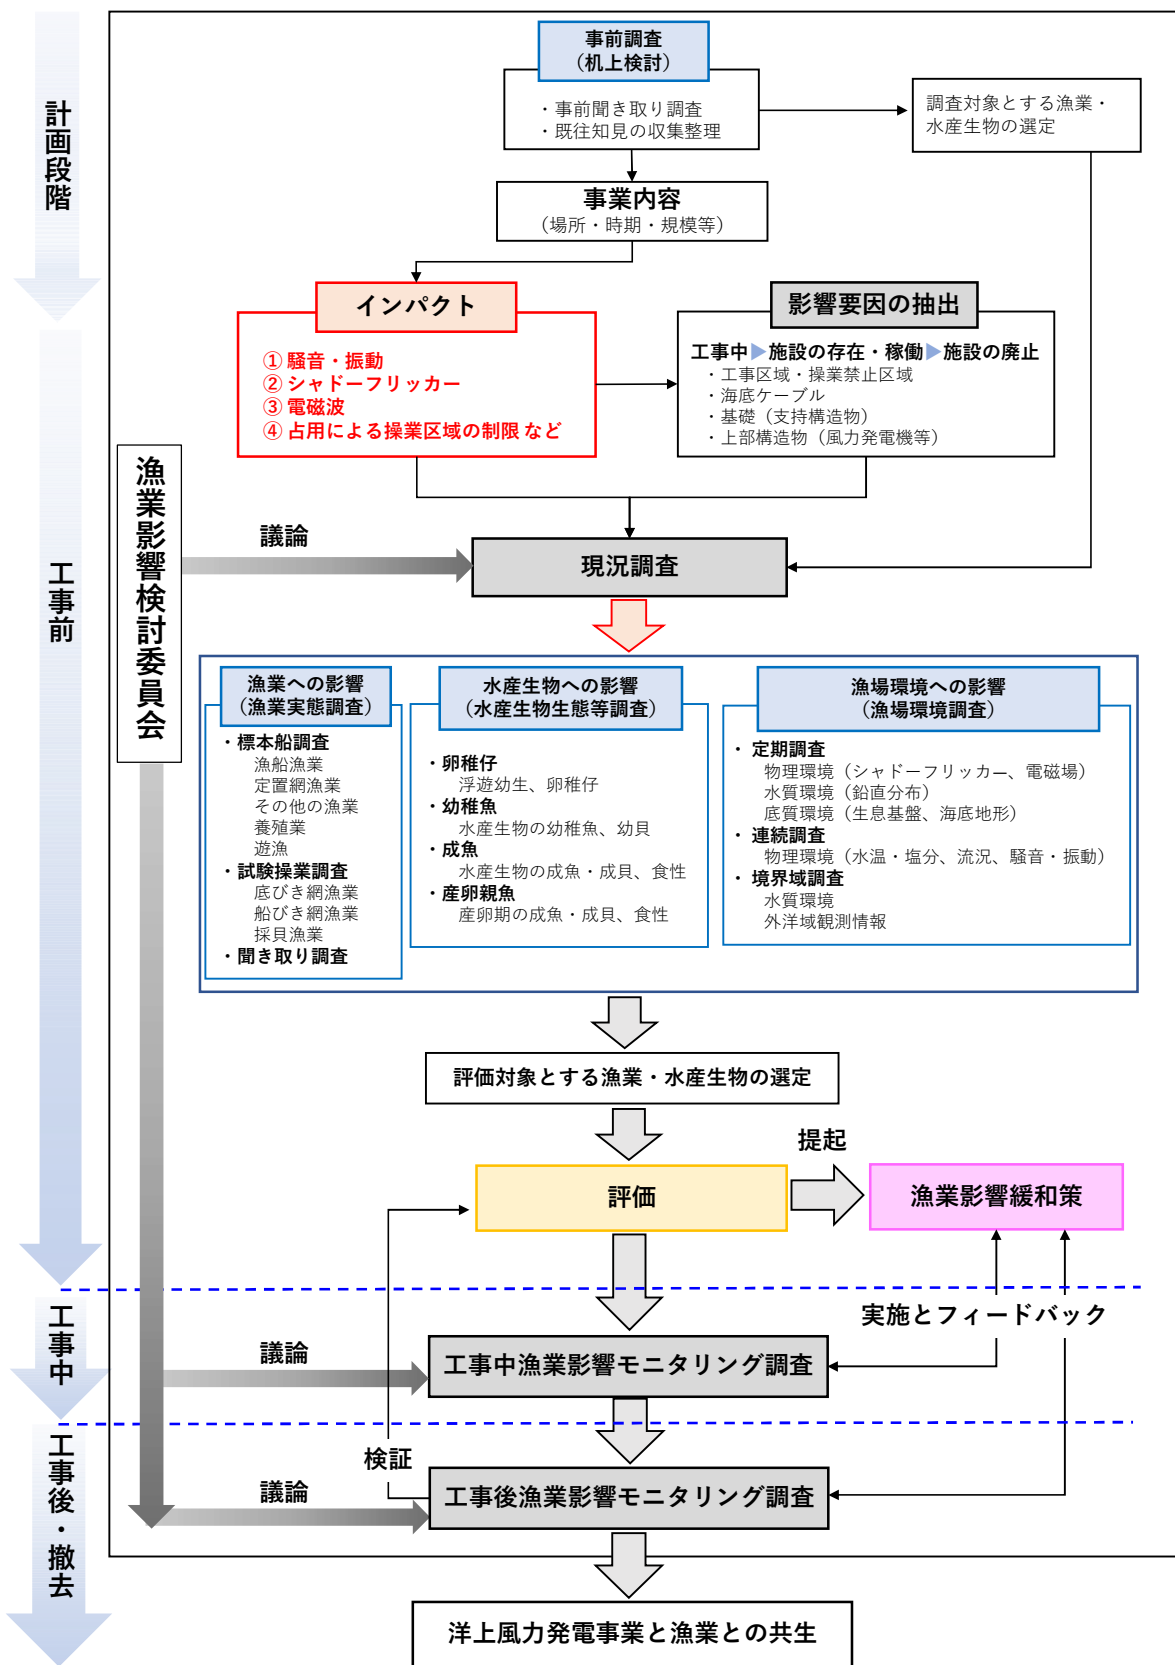 計画段階
事前調査
（机上検討）
・事前聞き取り調査
・既往知見の収集整理
調査対象とする漁業・
水産生物の選定
事業内容
（場所・時期・規模等）
インパクト
① 騒音・振動
② シャドーフリッカー
③ 電磁波
④ 占用による操業区域の制限 など
影響要因の抽出
工事中▶施設の存在・稼働▶施設の廃止
・工事区域・操業禁止区域
・海底ケーブル
・基礎（支持構造物）
・上部構造物（風力発電機等）
工事前
漁業影響検討委員会
議論
現況調査
漁業への影響
（漁業実態調査）
・標本船調査
漁船漁業
定置網漁業
その他の漁業
養殖業
遊漁
・試験操業調査
底びき網漁業
船びき網漁業
採貝漁業
・聞き取り調査
水産生物への影響
（水産生物生態等調査）
・卵稚仔
浮遊幼生、卵稚仔
・幼稚魚
水産生物の幼稚魚、幼貝
・成魚
水産生物の成魚・成貝、食性
・産卵親魚
産卵期の成魚・成貝、食性
漁場環境への影響
（漁場環境調査）
・定期調査
物理環境（シャドーフリッカー、電磁場）
水質環境（鉛直分布）
底質環境（生息基盤、海底地形）
・連続調査
物理環境（水温・塩分、流況、騒音・振動）
・境界域調査
水質環境
外洋域観測情報
評価対象とする漁業・水産生物の選定
評価
提起
漁業影響緩和策
工事中
実施とフィードバック
議論
工事中漁業影響モニタリング調査
工事後・撤去
検証
議論
工事後漁業影響モニタリング調査
洋上風力発電事業と漁業との共生